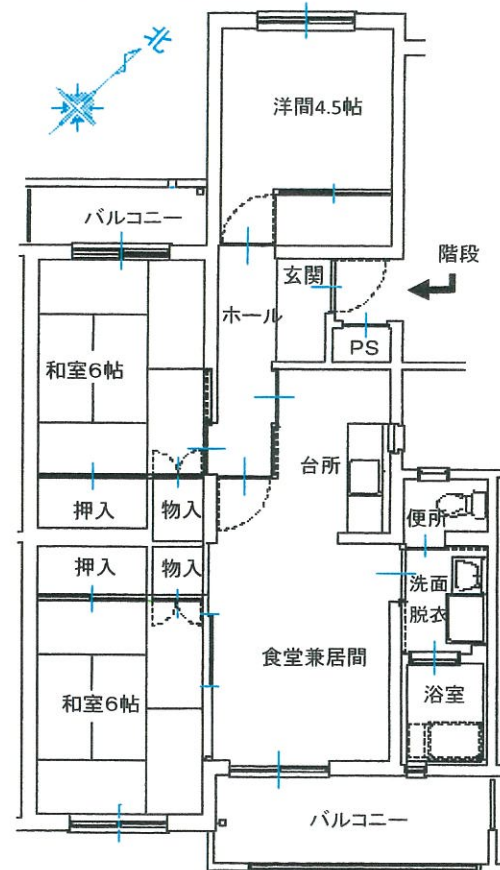 北
洋間4.5帖
バルコニー
階段
玄関
ホール
PS
和室6帖
台所
押入
物入
便所
押入
物入
洗面
脱衣
食堂兼居間
和室6帖
浴室
バルコニー